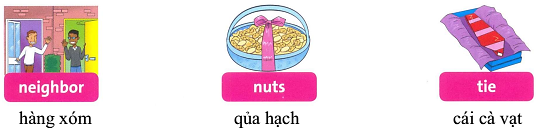 neighbor nuts tie
hàng xóm qủa hạch cái cà vạt